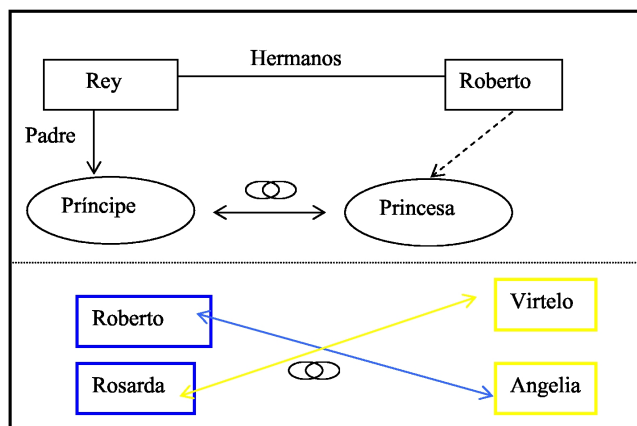 Hermanos
Rey
Roberto
Padre
Príncipe
Princesa
Roberto
Virtelo
Rosarda
Angelia